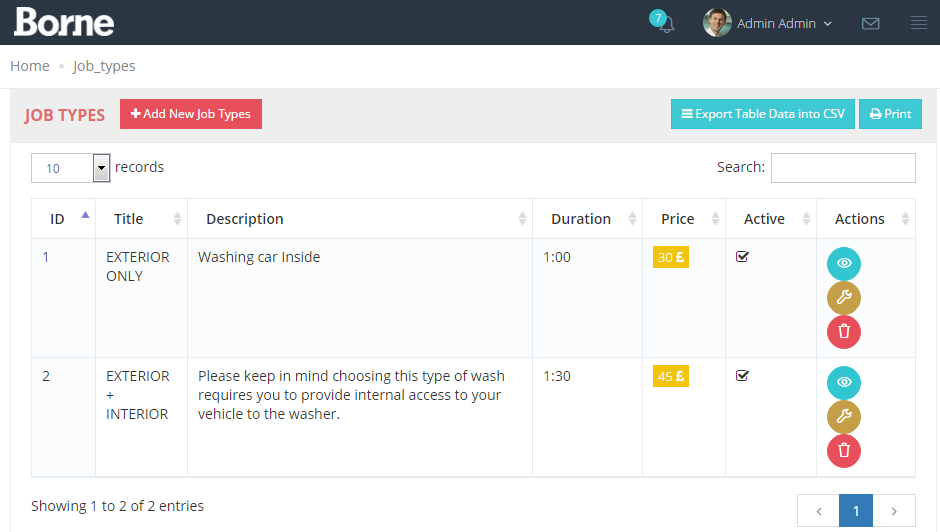 Borne
7
Admin Admin
Home • Job_types
JOB TYPES
Add New Job Types
Export Table Data into CSV
Print
10 records
Search:
ID Title Description Duration Price Active Actions
1 EXTERIOR Washing car Inside 1:00 30 £
ONLY
2 EXTERIOR Please keep in mind choosing this type of wash 1:30 45 £
+ requires you to provide internal access to your
INTERIOR vehicle to the washer.
Showing 1 to 2 of 2 entries
‹ 1 ›